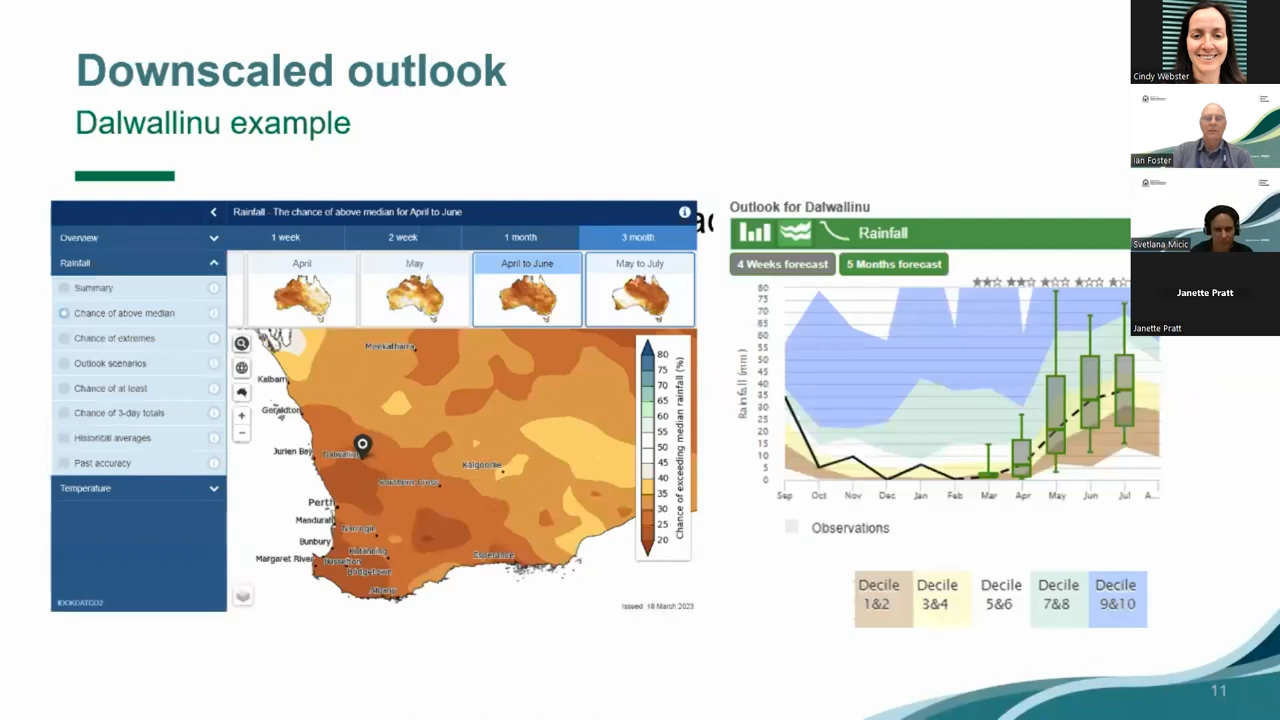 Downscaled outlook
Dalwallinu example
Rainfall - The chance of above median for April to June
Overview
1 week
2 week
1 month
3 month
Rainfall
April
May
April to June
May to July
Summary
Chance of above median
Chance of extremes
Outlook scenarios
Chance of at least
Chance of 3-day totals
Historical averages
Past accuracy
Temperature
Meekatharra
Kalbarri
Geraldton
Jurien Bay
Dalwallinu
Kalgoorlie
Southern Cross
Perth
Mandurah
Narrogin
Bunbury
Katanning
Margaret River
Busselton
Bridgetown
Esperance
Albany
80
75
70
65
60
55
50
45
40
35
30
25
20
Chance of exceeding median rainfall (%)
Issued: 16 March 2023
Outlook for Dalwallinu
Rainfall
4 Weeks forecast
5 Months forecast
80
75
70
65
60
55
50
45
40
35
30
25
20
15
10
5
0
Rainfall (mm)
Sep Oct Nov Dec Jan Feb Mar Apr May Jun Jul A...
Observations
Decile 1&2
Decile 3&4
Decile 5&6
Decile 7&8
Decile 9&10
Cindy Webster
Ian Foster
Svetlana Micic
Janette Pratt
Janette Pratt
11